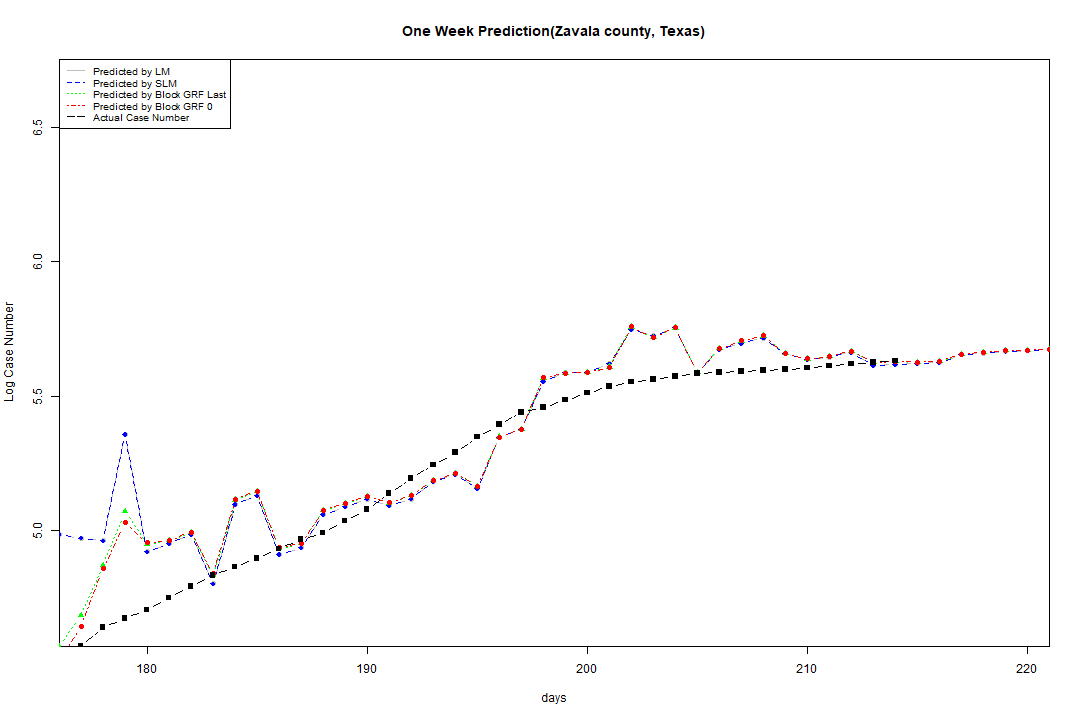 One Week Prediction(Zavala county, Texas)
Predicted by LM
Predicted by SLM
Predicted by Block GRF Last
Predicted by Block GRF 0
Actual Case Number
6.5
6.0
5.5
5.0
Log Case Number
180 190 200 210 220
days